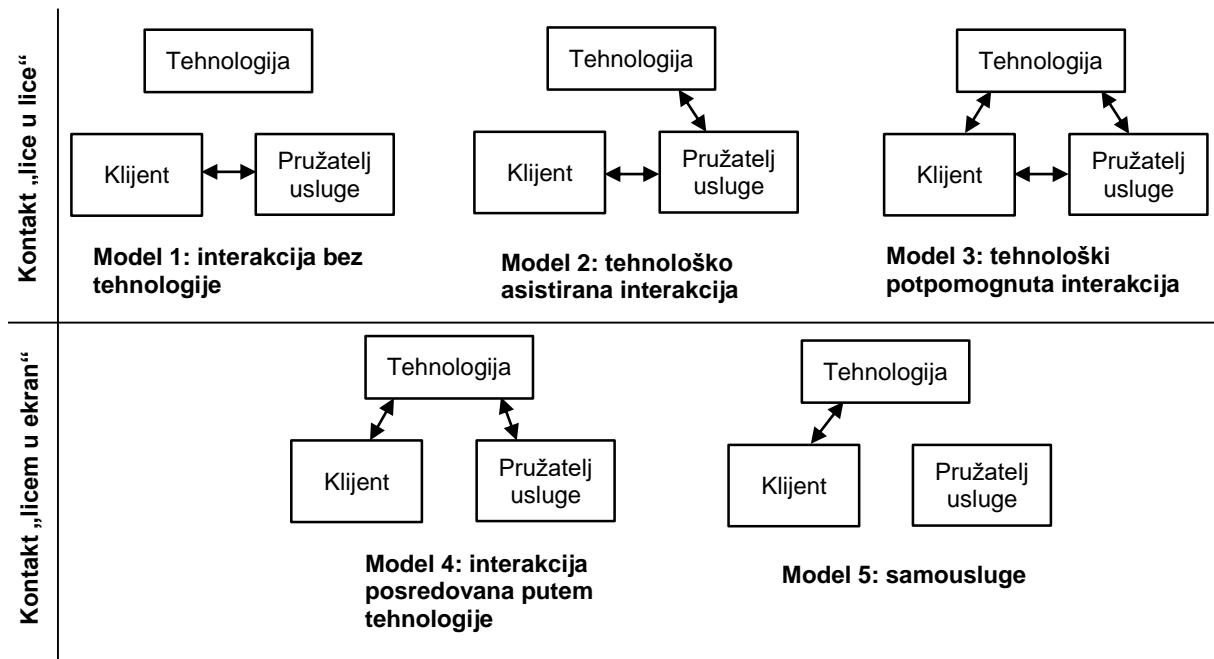 Kontakt „lice u lice“
Tehnologija
Klijent
Pružatelj
usluge
Model 1: interakcija bez
tehnologije
Tehnologija
Klijent
Pružatelj
usluge
Model 2: tehnološko
asistirana interakcija
Tehnologija
Klijent
Pružatelj
usluge
Model 3: tehnološki
potpomognuta interakcija
Kontakt „licem u ekran“
Tehnologija
Klijent
Pružatelj
usluge
Model 4: interakcija
posredovana putem
tehnologije
Tehnologija
Klijent
Pružatelj
usluge
Model 5: samousluge